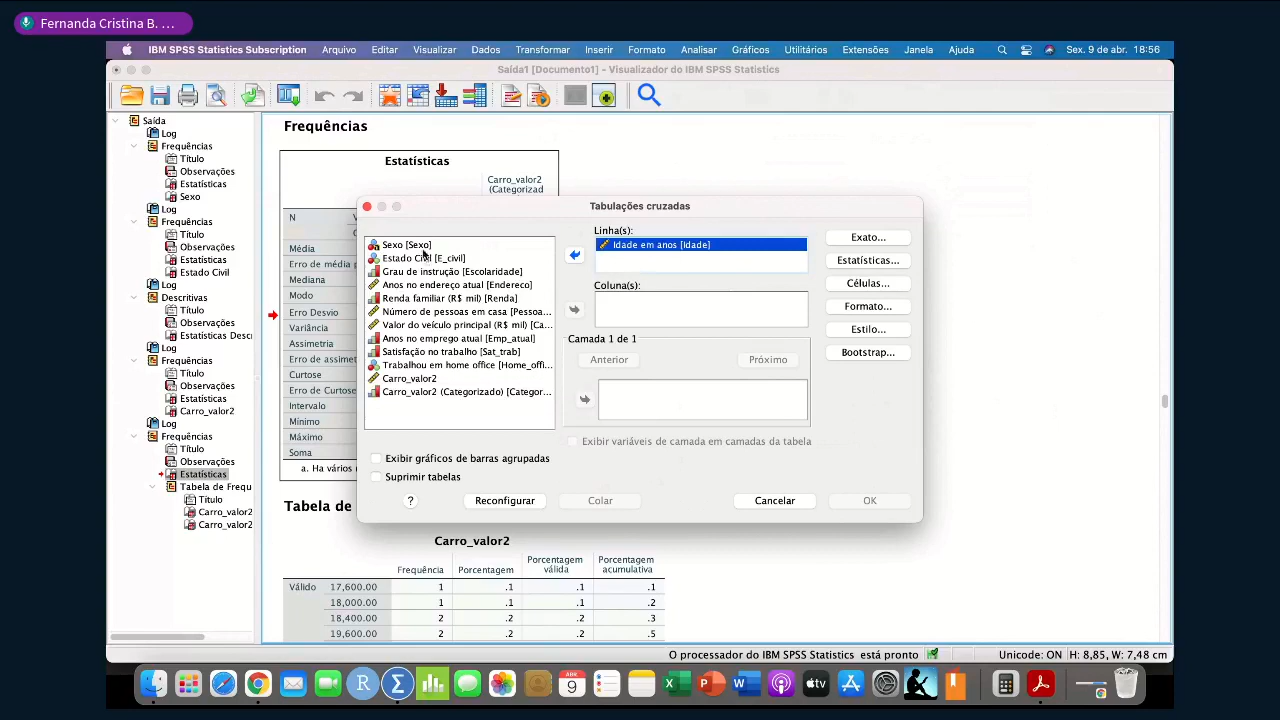 Fernanda Cristina B. ...
IBM SPSS Statistics Subscription Arquivo Editar Visualizar Dados Transformar Inserir Formato Analisar Gráficos Utilitários Extensões Janela Ajuda Sex. 9 de abr. 18:56
Saída1 [Documento1] - Visualizador do IBM SPSS Statistics
Saída
Log
Frequências
Título
Observações
Estatísticas
Sexo
Log
Frequências
Título
Observações
Estatísticas
Estado Civil
Log
Descritivas
Título
Observações
Estatísticas Descr
Log
Frequências
Título
Observações
Estatísticas
Carro_valor2
Log
Frequências
Título
Observações
Estatísticas
Tabela de Frequ
Título
Carro_valor2
Carro_valor2
Frequências
Estatísticas
Carro_valor2
(Categorizad
N
Média
Erro de média p
Mediana
Modo
Erro Desvio
Variância
Assimetria
Erro de assimet
Curtose
Erro de Curtose
Intervalo
Mínimo
Máximo
Soma
a. Ha vários
Tabulações cruzadas
Sexo [Sexo]
Estado Civil [E_civil]
Grau de instrução [Escolaridade]
Anos no endereço atual [Endereco]
Renda familiar (R$ mil) [Renda]
Número de pessoas em casa [Pessoa...
Valor do veículo principal (R$ mil) [Ca...
Anos no emprego atual [Emp_atual]
Satisfação no trabalho [Sat_trab]
Trabalhou em home office [Home_offi...
Carro_valor2
Carro_valor2 (Categorizado) [Categor...
Linha(s):
Idade em anos [Idade]
Coluna(s):
Camada 1 de 1
Anterior Próximo
Exibir variáveis de camada em camadas da tabela
Exato...
Estatísticas...
Células...
Formato...
Estilo...
Bootstrap...
Exibir gráficos de barras agrupadas
Suprimir tabelas
? Reconfigurar Colar Cancelar OK
Tabela de
Carro_valor2
Frequência Porcentagem Porcentagem válida Porcentagem acumulativa
Válido 17,600.00 1 .1 .1 .1
18,000.00 1 .1 .1 .2
18,400.00 2 .2 .2 .3
19,600.00 2 .2 .2 .5
O processador do IBM SPSS Statistics está pronto Unicode: ON H: 8,85, W: 7,48 cm
ABR.
9
tv